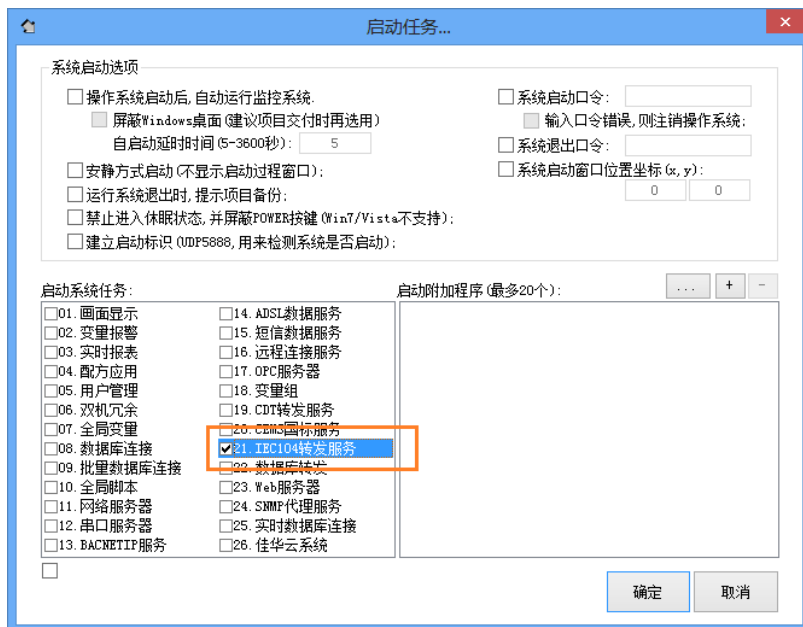 启动任务...
系统启动选项
操作系统启动后,自动运行监控系统.
屏蔽Windows桌面(建议项目交付时再选用)
自启动延时时间(5-3600秒): 5
安静方式启动(不显示启动过程窗口);
运行系统退出时,提示项目备份;
禁止进入休眠状态,并屏蔽POWER按键(Win7/Vista不支持);
建立启动标识(UDP5888,用来检测系统是否启动);
系统启动口令:
输入口令错误,则注销操作系统;
系统退出口令:
系统启动窗口位置坐标(x,y):
0 0
启动系统任务:
01.画面显示
02.变量报警
03.实时报表
04.配方应用
05.用户管理
06.双机冗余
07.全局变量
08.数据库连接
09.批量数据库连接
10.全局脚本
11.网络服务器
12.串口服务器
13.BACNETIP服务
14.ADSL数据服务
15.短信数据服务
16.远程连接服务
17.OPC服务器
18.变量组
19.CDT转发服务
20.CEMS国标服务
21.IEC104转发服务
22.数据库转发
23.Web服务器
24.SNMP代理服务
25.实时数据库连接
26.佳华云系统
启动附加程序(最多20个):
... + -
确定 取消